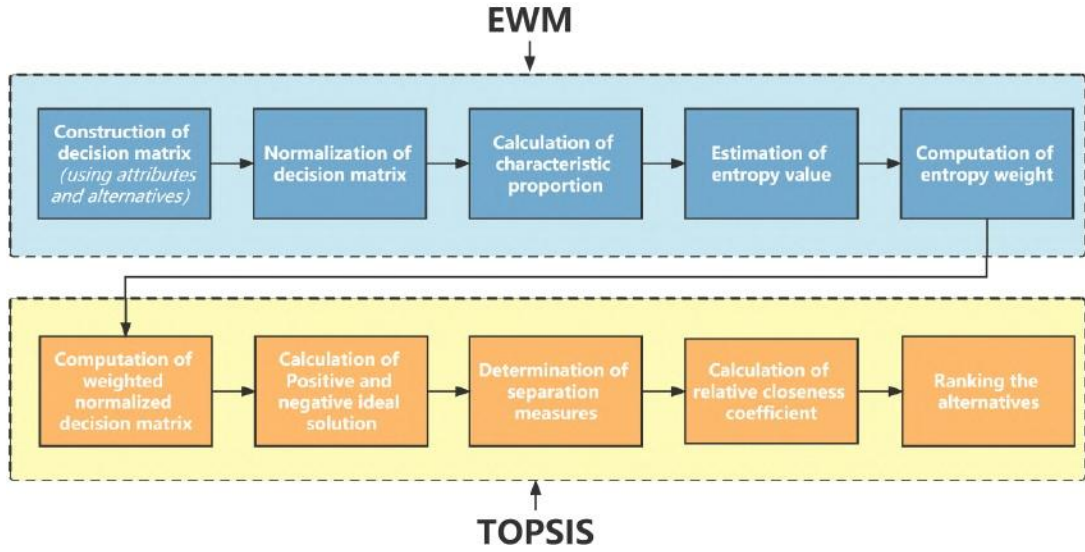 EWM
Construction of
decision matrix
(using attributes
and alternatives)
Normalization of
decision matrix
Calculation of
characteristic
proportion
Estimation of
entropy value
Computation of
entropy weight
Computation of
weighted
normalized
decision matrix
Calculation of
Positive and
negative ideal
solution
Determination of
separation
measures
Calculation of
relative closeness
coefficient
Ranking the
alternatives
TOPSIS